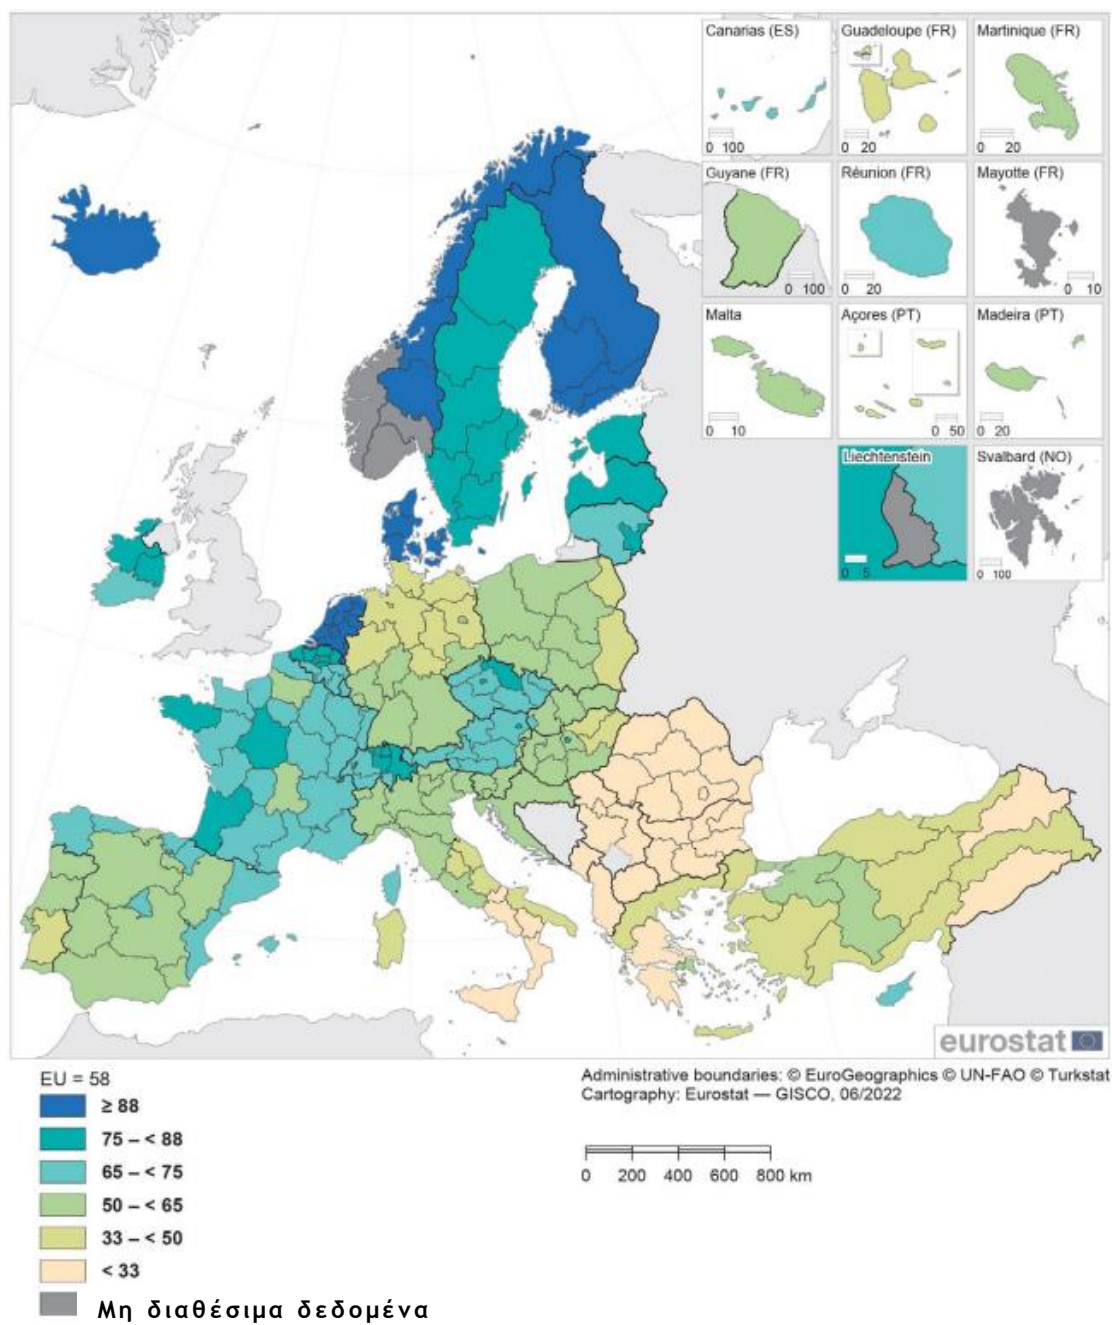 Canarias (ES)
0 100
Guadeloupe (FR)
0 20
Martinique (FR)
0 20
Guyane (FR)
0 100
Réunion (FR)
0 20
Mayotte (FR)
0 10
Malta
0 10
Açores (PT)
0 50
Madeira (PT)
0 20
Liechtenstein
0 5
Svalbard (NO)
0 100
eurostat
EU = 58
≥ 88
75 – < 88
65 – < 75
50 – < 65
33 – < 50
< 33
Μη διαθέσιμα δεδομένα
Administrative boundaries: © EuroGeographics © UN-FAO © Turkstat
Cartography: Eurostat — GISCO, 06/2022
0 200 400 600 800 km